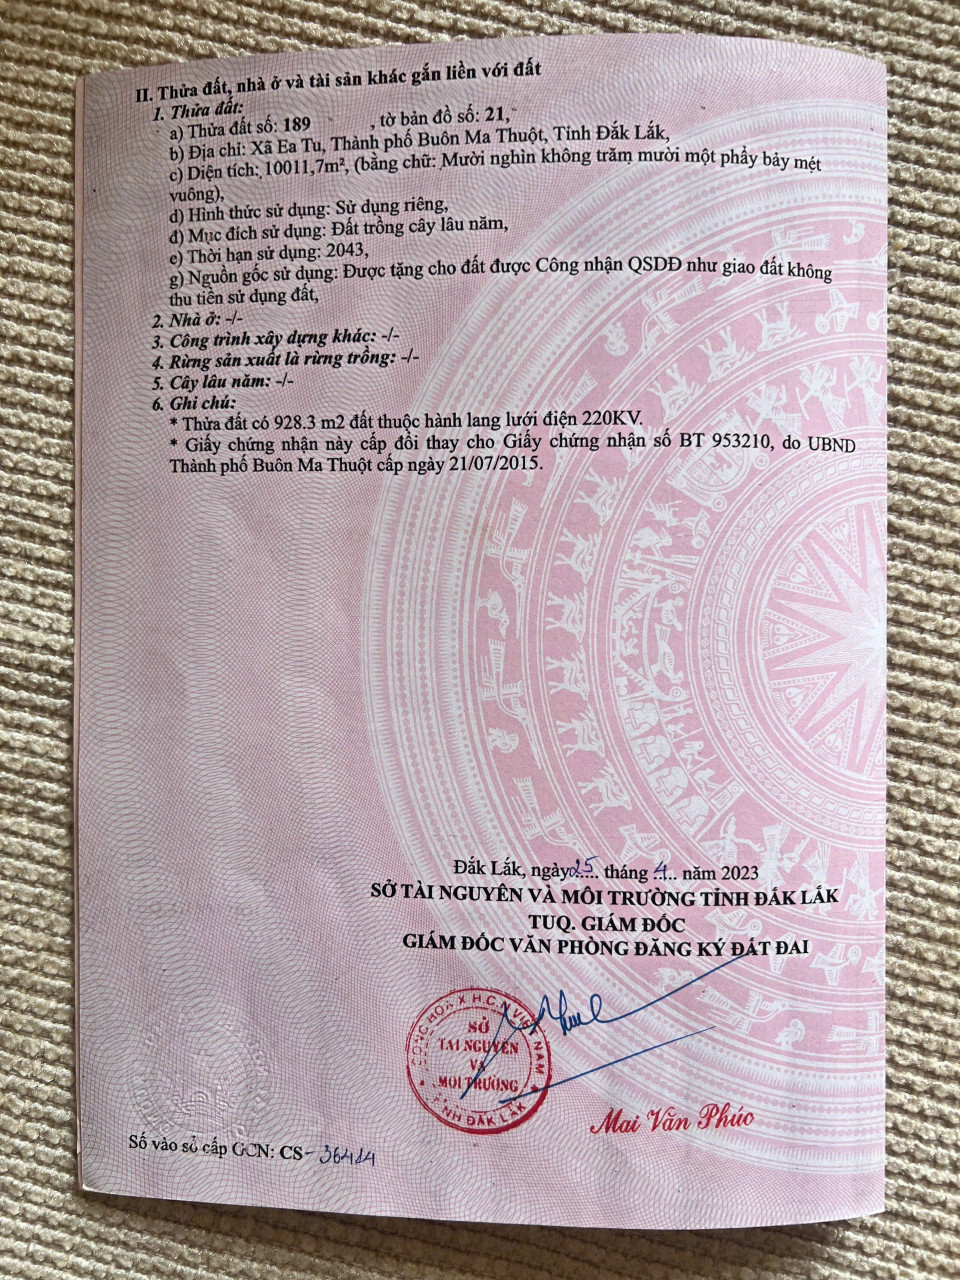 II. Thửa đất, nhà ở và tài sản khác gắn liền với đất
1. Thửa đất:
a) Thửa đất số: 189 , tờ bản đồ số: 21,
b) Địa chỉ: Xã Ea Tu, Thành phố Buôn Ma Thuột, Tỉnh Đắk Lắk,
c) Diện tích: 10011,7m², (bằng chữ: Mười nghìn không trăm mười một phẩy bảy mét
vuông),
d) Hình thức sử dụng: Sử dụng riêng,
đ) Mục đích sử dụng: Đất trồng cây lâu năm,
e) Thời hạn sử dụng: 2043,
g) Nguồn gốc sử dụng: Được tặng cho đất được Công nhận QSDĐ như giao đất không
thu tiền sử dụng đất,
2. Nhà ở: -/-
3. Công trình xây dựng khác: -/-
4. Rừng sản xuất là rừng trồng: -/-
5. Cây lâu năm: -/-
6. Ghi chú:
* Thửa đất có 928.3 m2 đất thuộc hành lang lưới điện 220KV.
* Giấy chứng nhận này cấp đổi thay cho Giấy chứng nhận số BT 953210, do UBND
Thành phố Buôn Ma Thuột cấp ngày 21/07/2015.
Đắk Lắk, ngày 25 tháng 4 năm 2023
SỞ TÀI NGUYÊN VÀ MÔI TRƯỜNG TỈNH ĐẮK LẮK
TUQ. GIÁM ĐỐC
GIÁM ĐỐC VĂN PHÒNG ĐĂNG KÝ ĐẤT ĐAI
CỘNG HÒA X.H.C.N VIỆT NAM
SỞ
TÀI NGUYÊN
VÀ
MÔI TRƯỜNG
TỈNH ĐẮK LẮK
Mai Văn Phúc
Số vào sổ cấp GCN: CS-